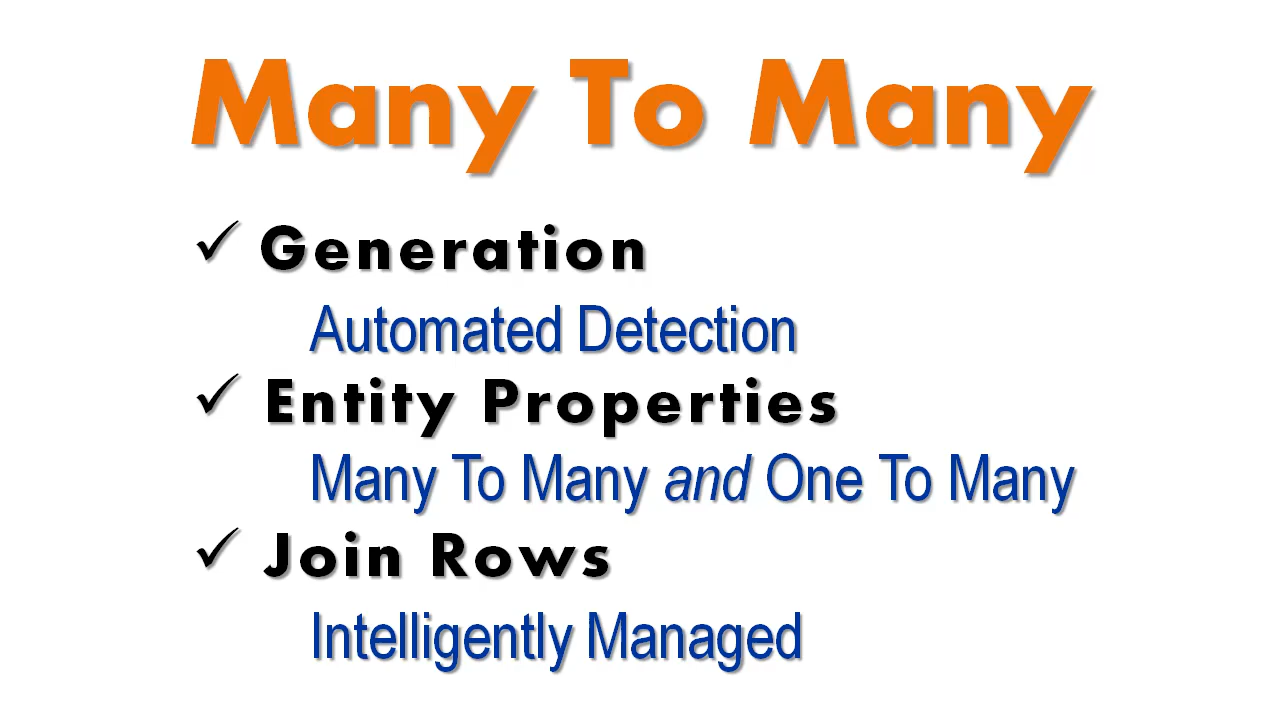 Many To Many
✓ Generation
Automated Detection
✓ Entity Properties
Many To Many and One To Many
✓ Join Rows
Intelligently Managed